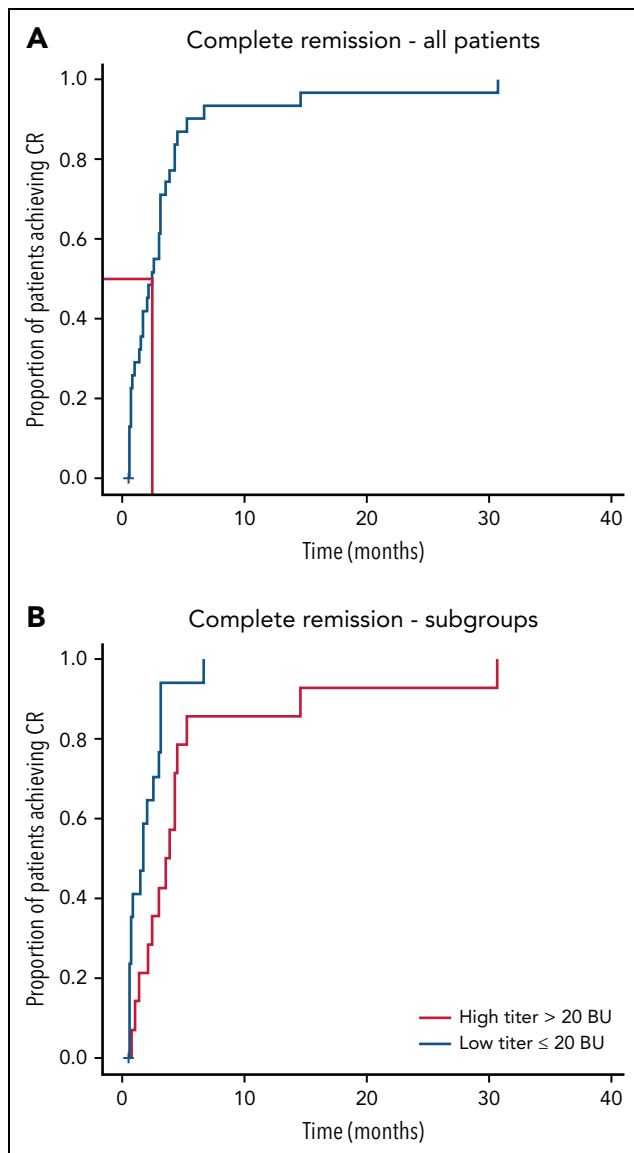 A
Complete remission - all patients
Proportion of patients achieving CR
1.0
0.8
0.6
0.4
0.2
0.0
0 10 20 30 40
Time (months)
B
Complete remission - subgroups
Proportion of patients achieving CR
1.0
0.8
0.6
0.4
0.2
0.0
High titer > 20 BU
Low titer ≤ 20 BU
0 10 20 30 40
Time (months)